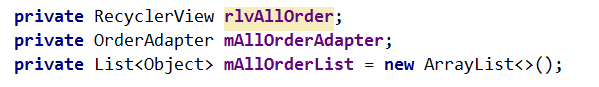 private RecyclerView rlvAllOrder;
private OrderAdapter mAllOrderAdapter;
private List<Object> mAllOrderList = new ArrayList<>();